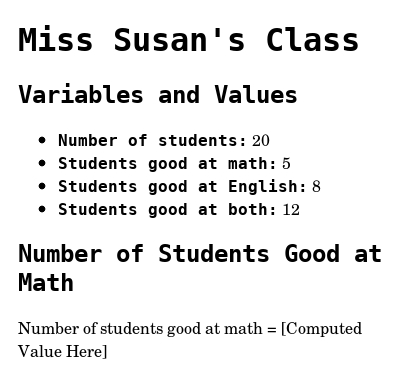 Miss Susan's Class
Variables and Values
• Number of students: 20
• Students good at math: 5
• Students good at English: 8
• Students good at both: 12
Number of Students Good at
Math
Number of students good at math = [Computed
Value Here]